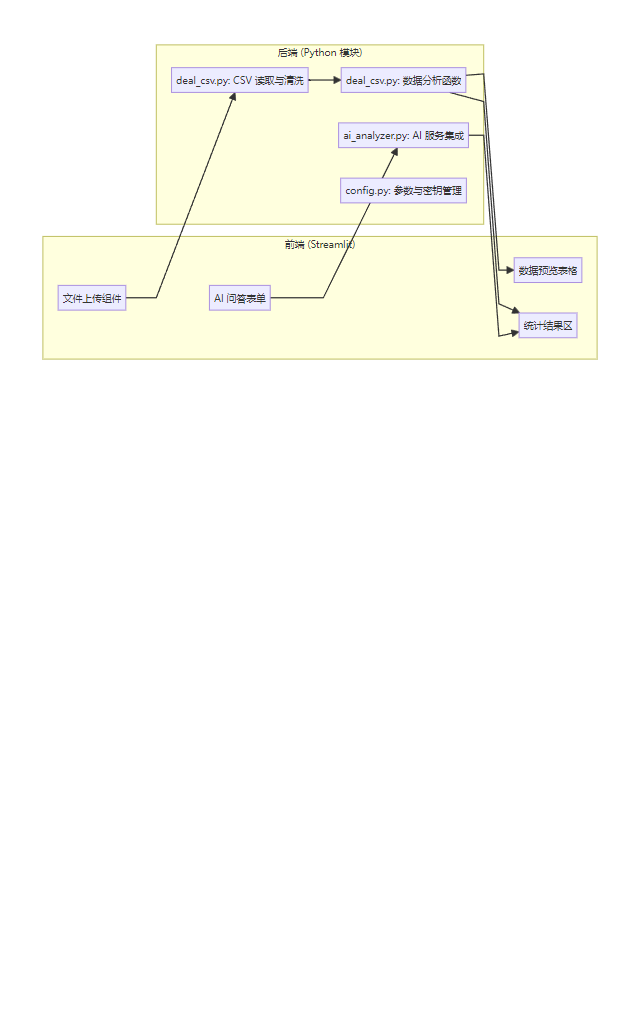 后端 (Python 模块)
deal_csv.py: CSV 读取与清洗
deal_csv.py: 数据分析函数
ai_analyzer.py: AI 服务集成
config.py: 参数与密钥管理
前端 (Streamlit)
数据预览表格
文件上传组件
AI 问答表单
统计结果区